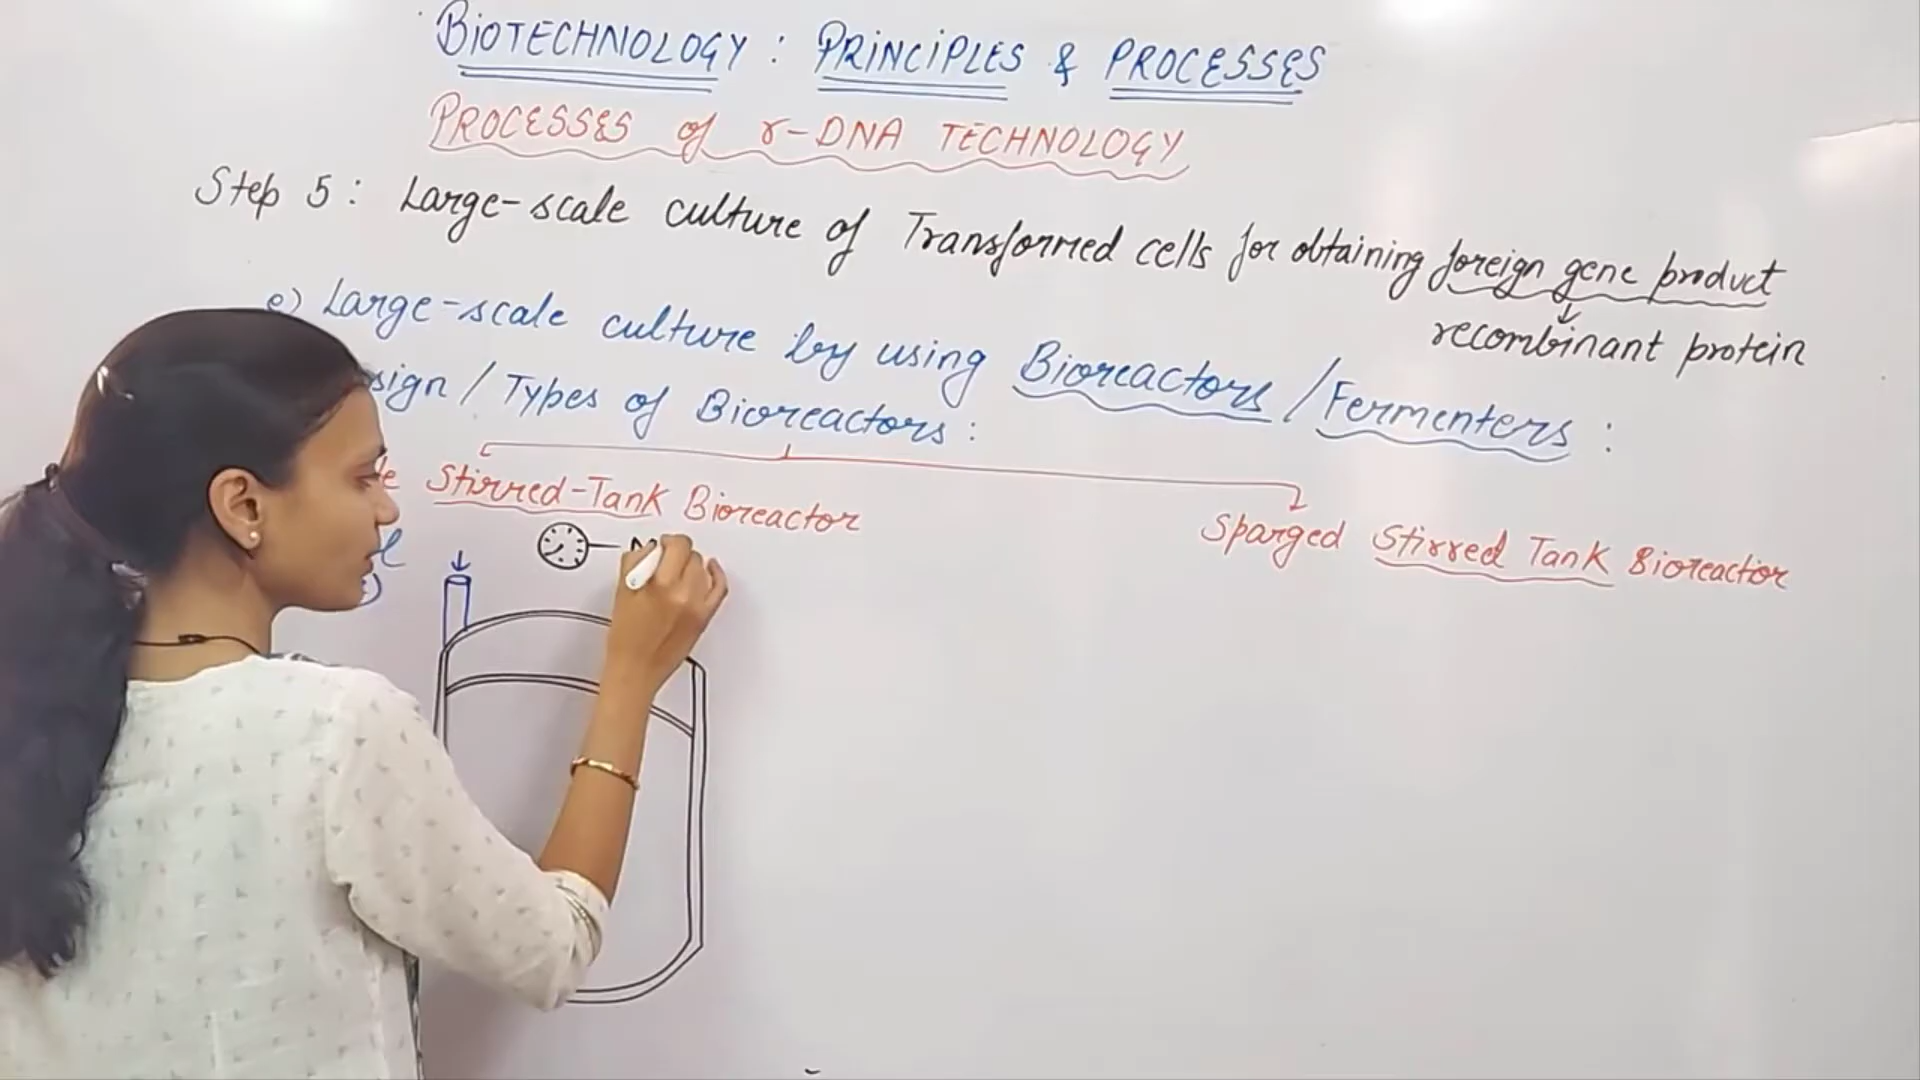 BIOTECHNOLOGY : PRINCIPLES & PROCESSES
PROCESSES of r-DNA TECHNOLOGY
Step 5 : Large-scale culture of Transformed cells for obtaining foreign gene product
recombinant protein
e) Large-scale culture by using Bioreactors / Fermenters :
/ Types of Bioreactors :
Stirred-Tank Bioreactor
Sparged Stirred Tank Bioreactor